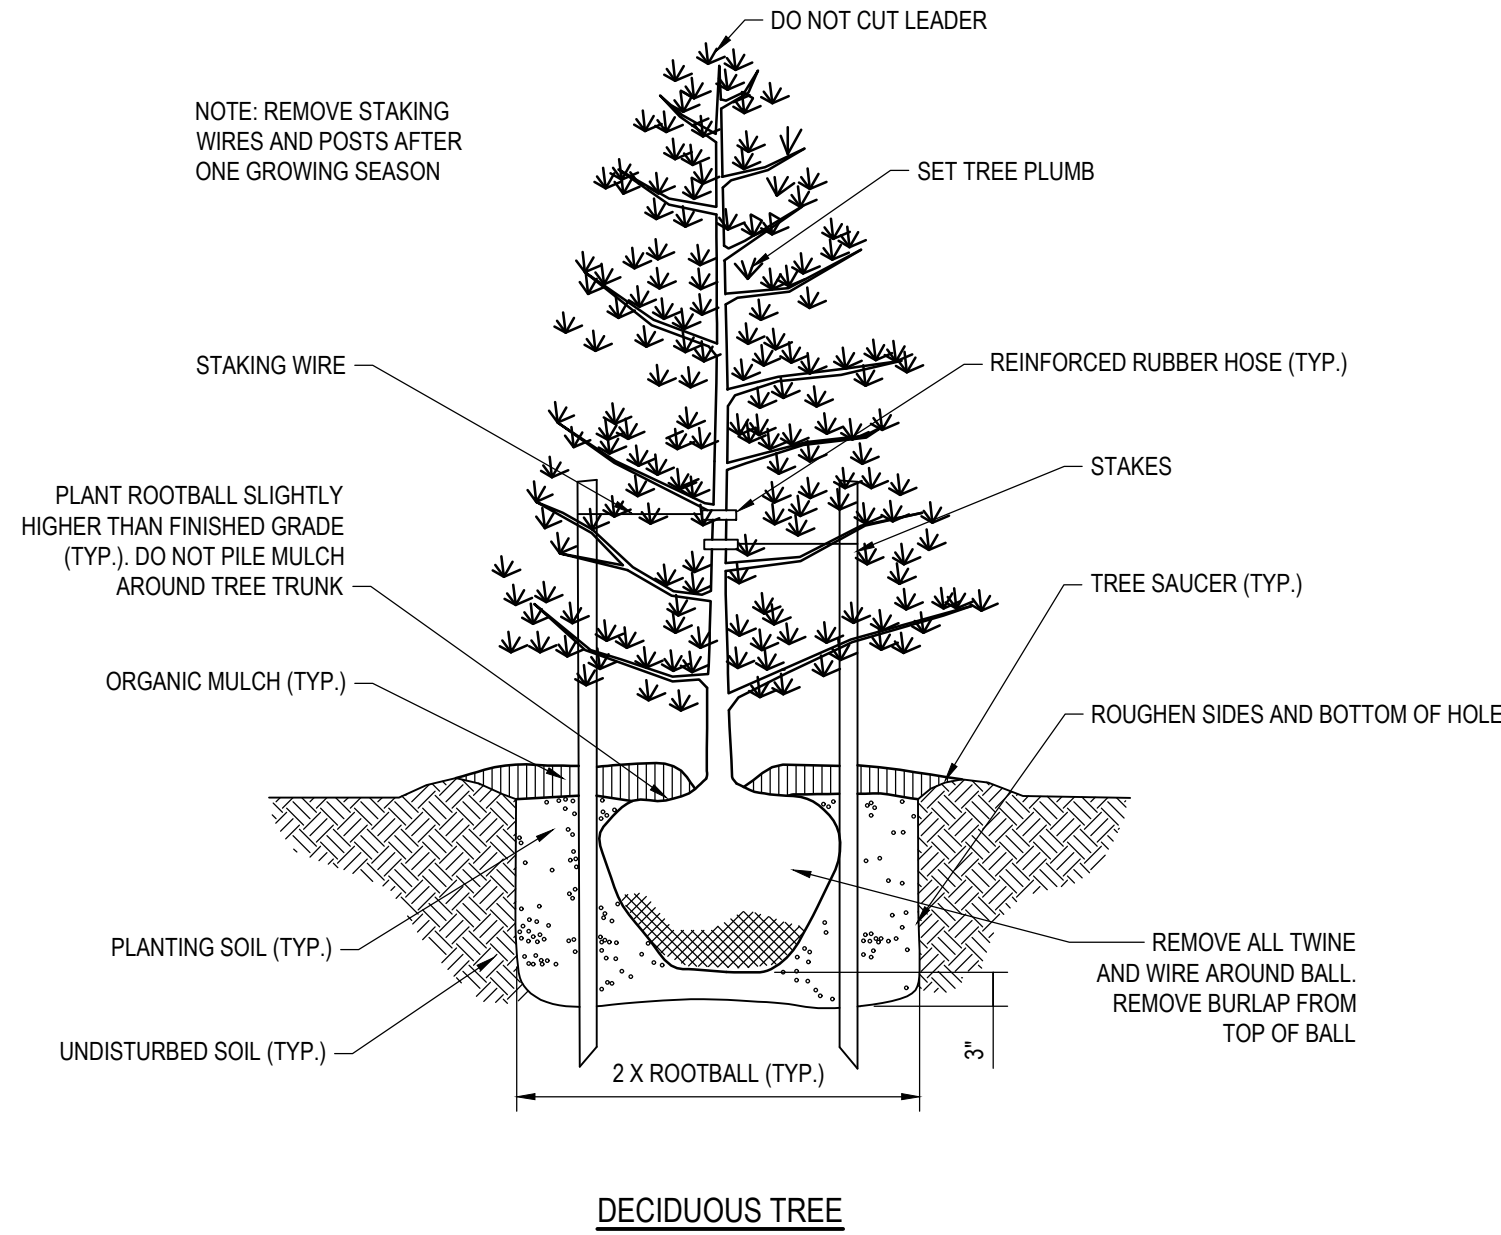 DO NOT CUT LEADER
NOTE: REMOVE STAKING
WIRES AND POSTS AFTER
ONE GROWING SEASON
SET TREE PLUMB
STAKING WIRE
REINFORCED RUBBER HOSE (TYP.)
STAKES
PLANT ROOTBALL SLIGHTLY
HIGHER THAN FINISHED GRADE
(TYP.). DO NOT PILE MULCH
AROUND TREE TRUNK
TREE SAUCER (TYP.)
ORGANIC MULCH (TYP.)
ROUGHEN SIDES AND BOTTOM OF HOLE
PLANTING SOIL (TYP.)
REMOVE ALL TWINE
AND WIRE AROUND BALL.
REMOVE BURLAP FROM
TOP OF BALL
UNDISTURBED SOIL (TYP.)
3"
2 X ROOTBALL (TYP.)
DECIDUOUS TREE